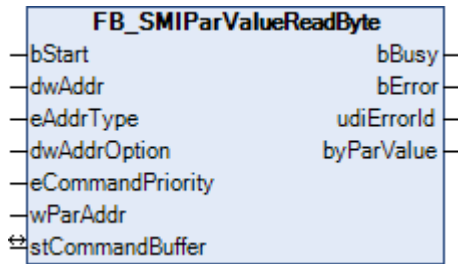 FB_SMIParValueReadByte
bStart bBusy
dwAddr bError
eAddrType udiErrorId
dwAddrOption byParValue
eCommandPriority
wParAddr
stCommandBuffer